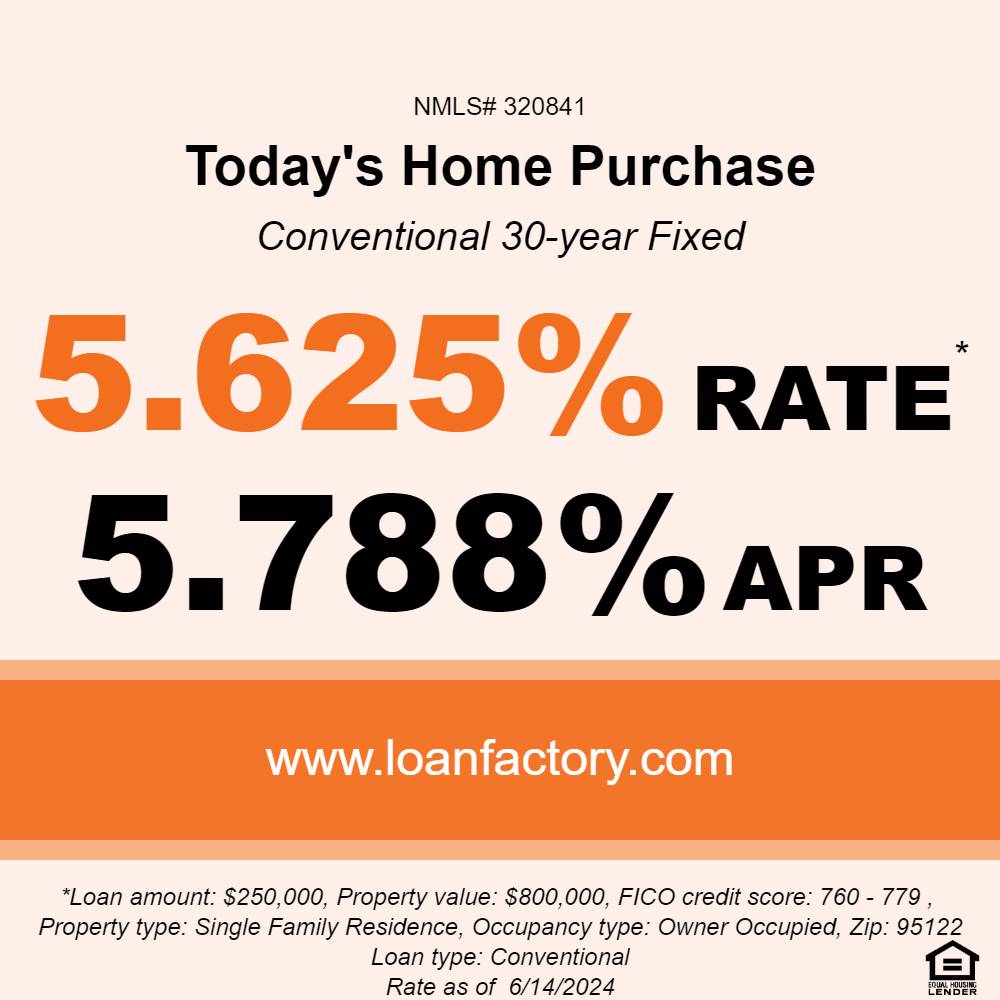 NMLS# 320841
Today's Home Purchase
Conventional 30-year Fixed
5.625% RATE*
5.788% APR
www.loanfactory.com
*Loan amount: $250,000, Property value: $800,000, FICO credit score: 760 - 779 ,
Property type: Single Family Residence, Occupancy type: Owner Occupied, Zip: 95122
Loan type: Conventional
Rate as of 6/14/2024
EQUAL HOUSING
LENDER